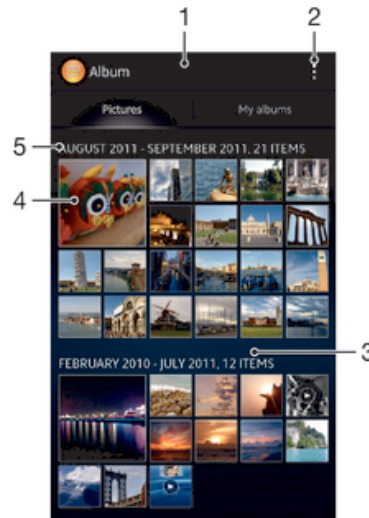 1 2
Album
Pictures My albums
5 AUGUST 2011 - SEPTEMBER 2011, 21 ITEMS
4
3
FEBRUARY 2010 - JULY 2011, 12 ITEMS